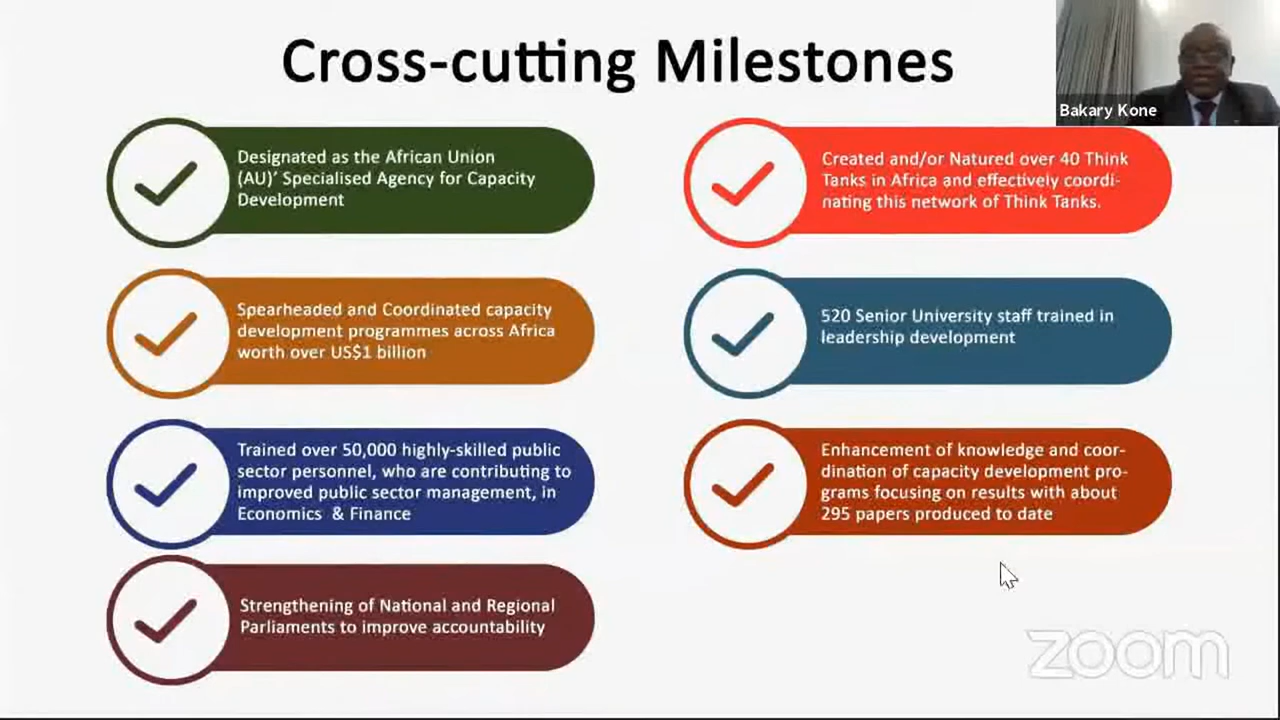 Cross-cutting Milestones
Bakary Kone
Designated as the African Union
(AU)’ Specialised Agency for Capacity
Development
Spearheaded and Coordinated capacity
development programmes across Africa
worth over US$1 billion
Trained over 50,000 highly-skilled public
sector personnel, who are contributing to
improved public sector management, in
Economics & Finance
Strengthening of National and Regional
Parliaments to improve accountability
Created and/or Natured over 40 Think
Tanks in Africa and effectively coordi-
nating this network of Think Tanks.
520 Senior University staff trained in
leadership development
Enhancement of knowledge and coor-
dination of capacity development pro-
grams focusing on results with about
295 papers produced to date
zoom